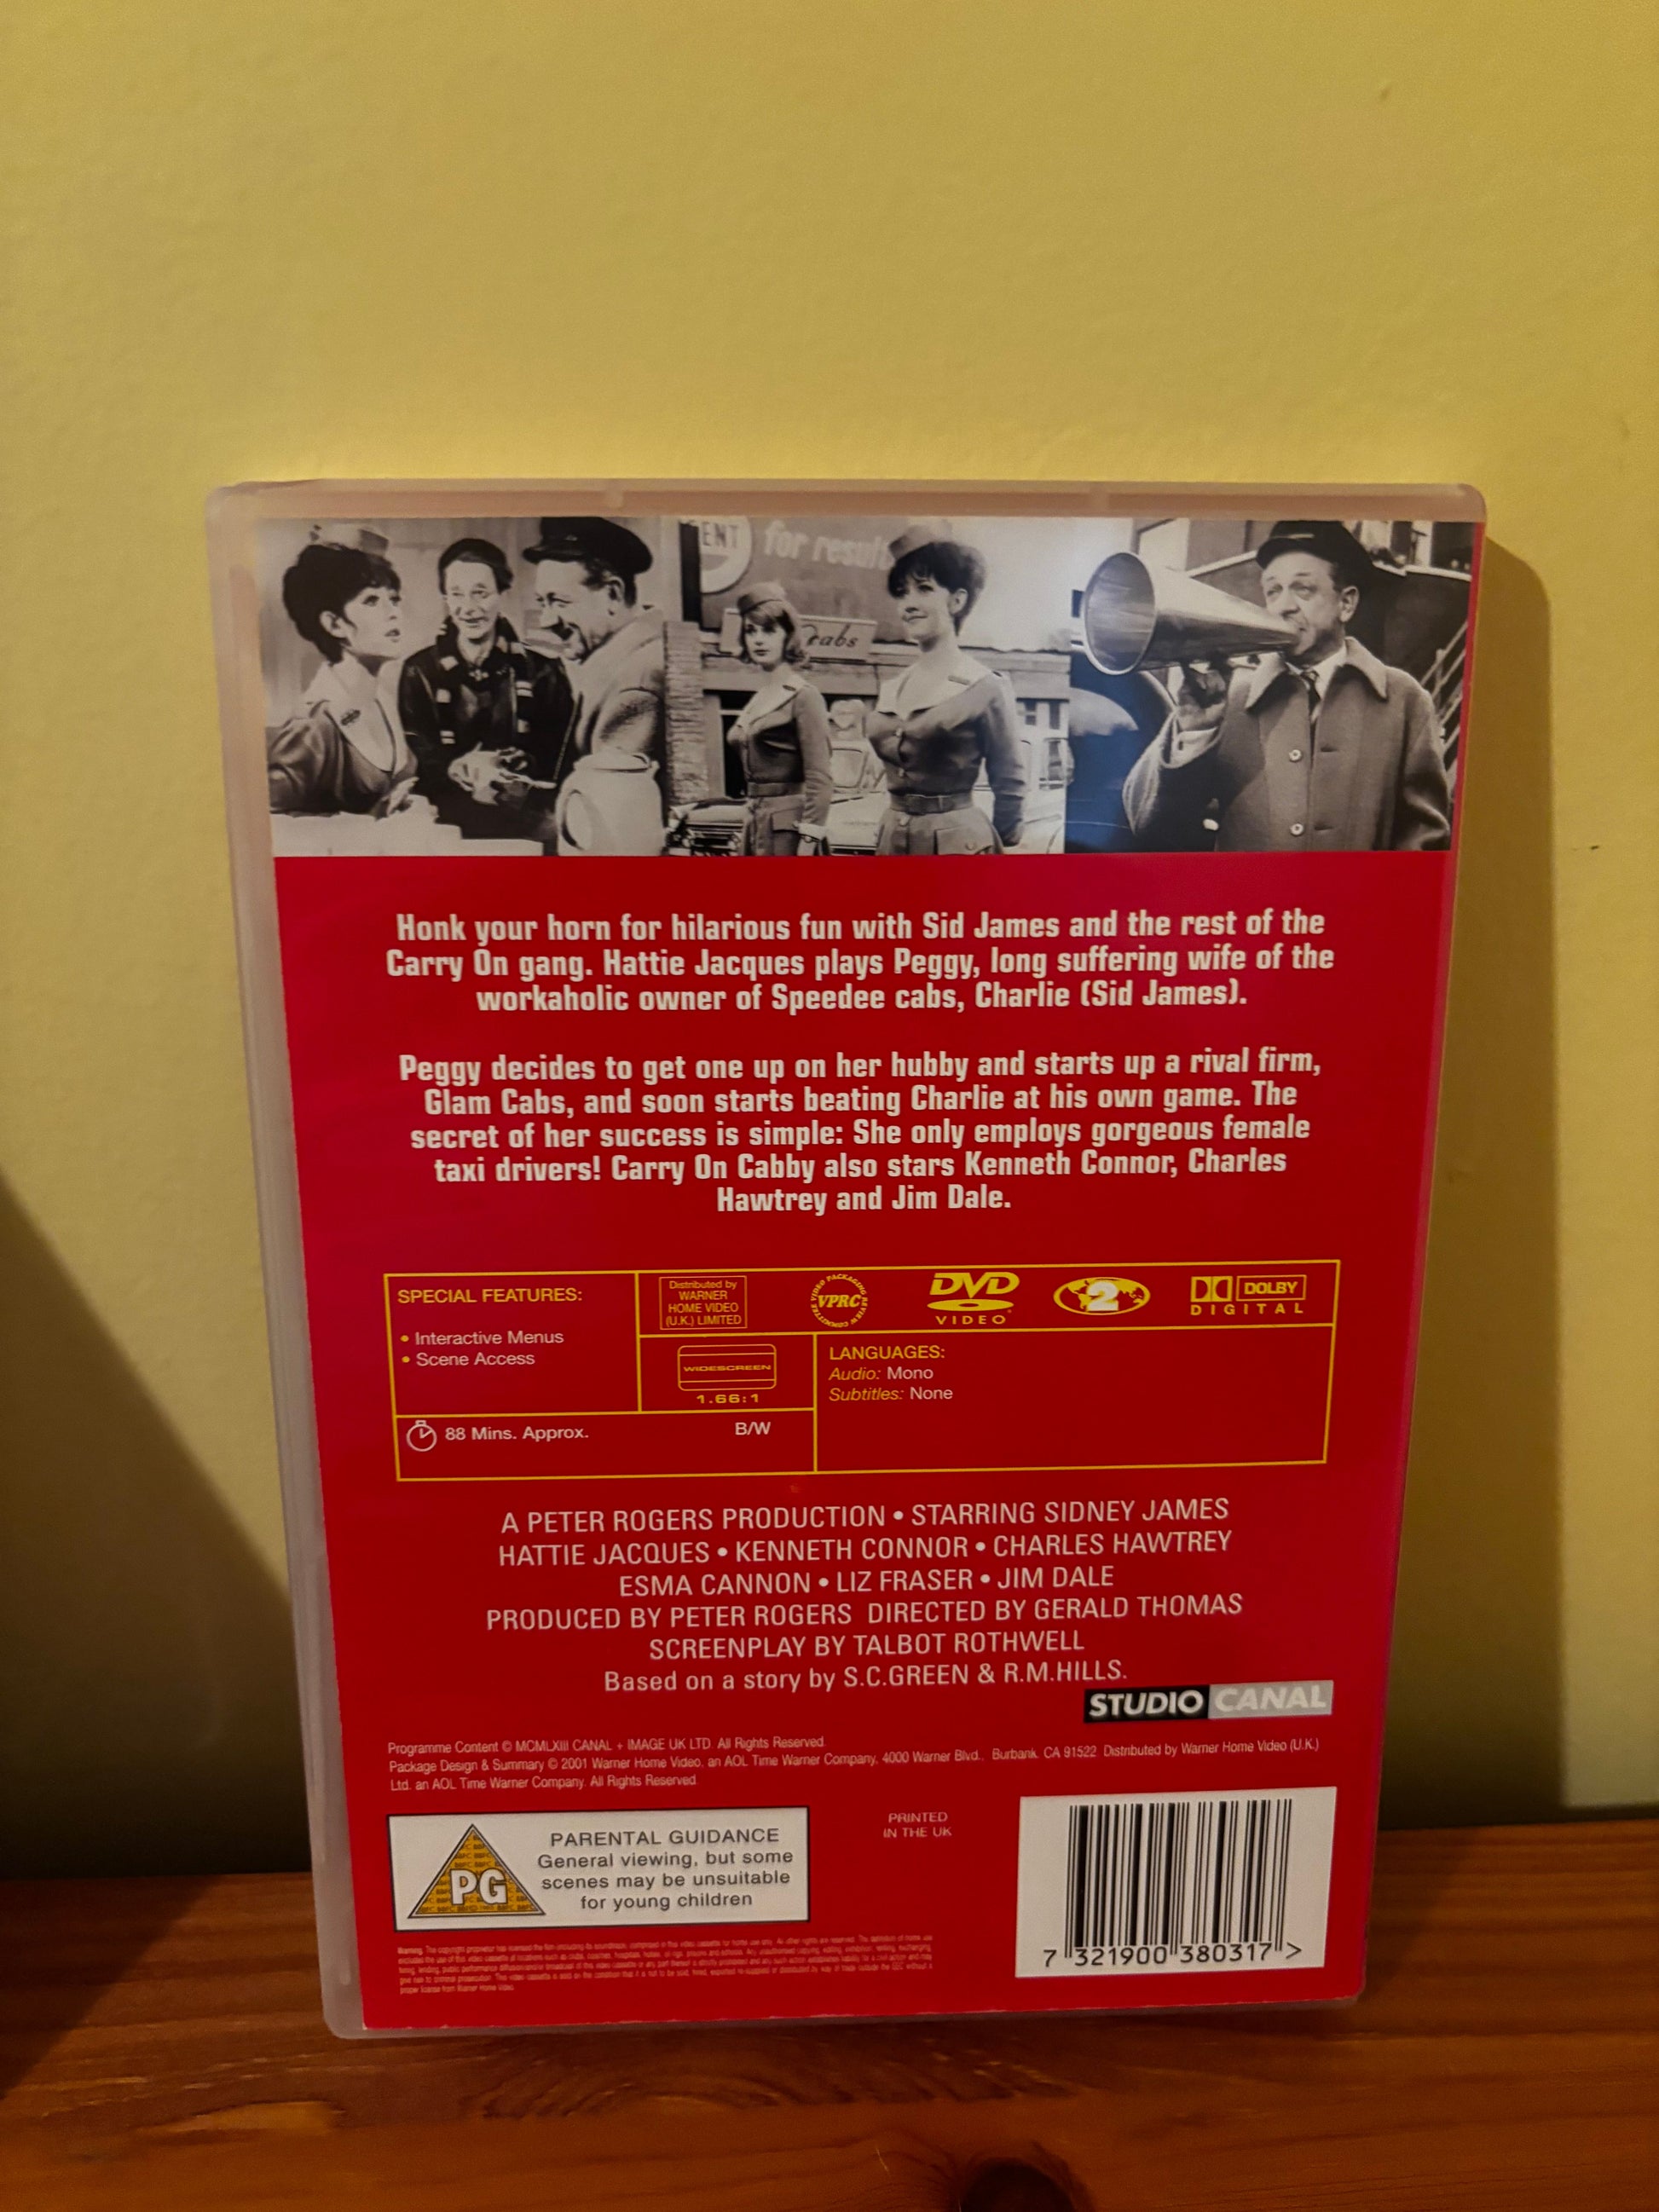 ENT for results
cabs
Honk your horn for hilarious fun with Sid James and the rest of the
Carry On gang. Hattie Jacques plays Peggy, long suffering wife of the
workaholic owner of Speedee cabs, Charlie (Sid James).
Peggy decides to get one up on her hubby and starts up a rival firm,
Glam Cabs, and soon starts beating Charlie at his own game. The
secret of her success is simple: She only employs gorgeous female
taxi drivers! Carry On Cabby also stars Kenneth Connor, Charles
Hawtrey and Jim Dale.
SPECIAL FEATURES:
• Interactive Menus
• Scene Access
Distributed by
WARNER
HOME VIDEO
(U.K.) LIMITED
VIDEO PACKAGING REVIEW COMMITTEE
VPRC
DVD
VIDEO
2
DOLBY
DIGITAL
WIDESCREEN
1.66:1
LANGUAGES:
Audio: Mono
Subtitles: None
88 Mins. Approx. B/W
A PETER ROGERS PRODUCTION • STARRING SIDNEY JAMES
HATTIE JACQUES • KENNETH CONNOR • CHARLES HAWTREY
ESMA CANNON • LIZ FRASER • JIM DALE
PRODUCED BY PETER ROGERS DIRECTED BY GERALD THOMAS
SCREENPLAY BY TALBOT ROTHWELL
Based on a story by S.C.GREEN & R.M.HILLS.
STUDIO CANAL
Programme Content © MCMLXIII CANAL + IMAGE UK LTD. All Rights Reserved.
Package Design & Summary © 2001 Warner Home Video, an AOL Time Warner Company, 4000 Warner Blvd., Burbank, CA 91522. Distributed by Warner Home Video (U.K.)
Ltd. an AOL Time Warner Company. All Rights Reserved
PG
PARENTAL GUIDANCE
General viewing, but some
scenes may be unsuitable
for young children
PRINTED
IN THE UK
7 321900 380317 >